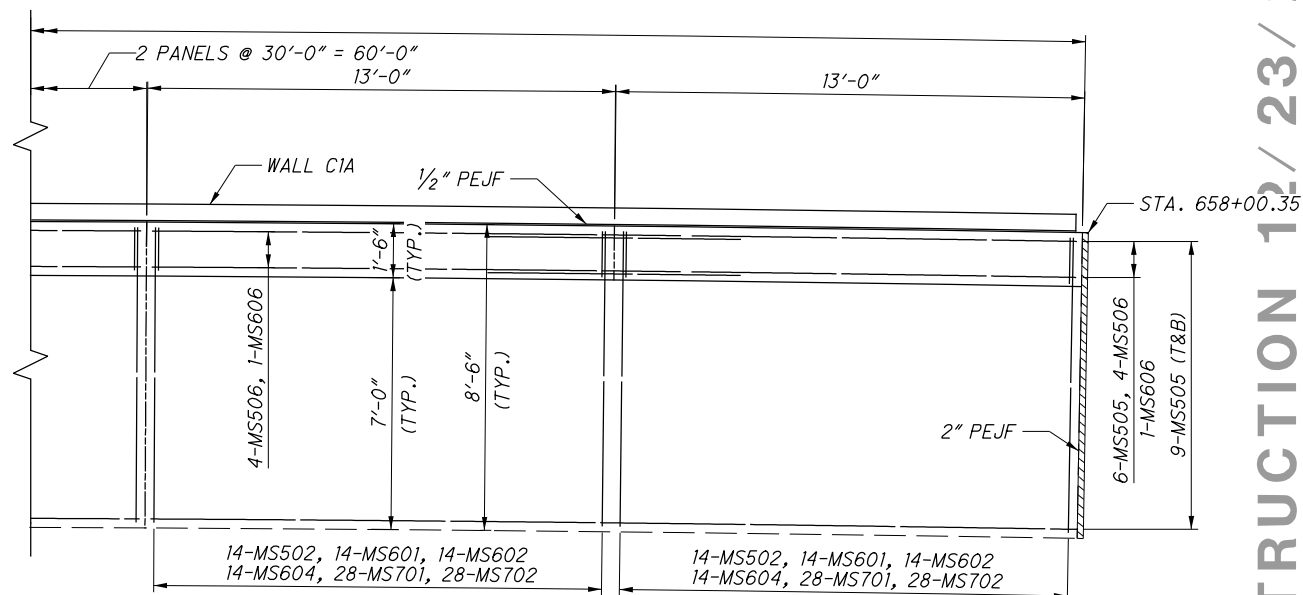 2 PANELS @ 30'-0" = 60'-0"
13'-0"
13'-0"
WALL C1A
1/2" PEJF
STA. 658+00.35
1'-6"
(TYP.)
4-MS506, 1-MS606
7'-0"
(TYP.)
8'-6"
(TYP.)
2" PEJF
6-MS505, 4-MS506
1-MS606
9-MS505 (T&B)
14-MS502, 14-MS601, 14-MS602
14-MS604, 28-MS701, 28-MS702
14-MS502, 14-MS601, 14-MS602
14-MS604, 28-MS701, 28-MS702
TRUCTION 12/ 23/